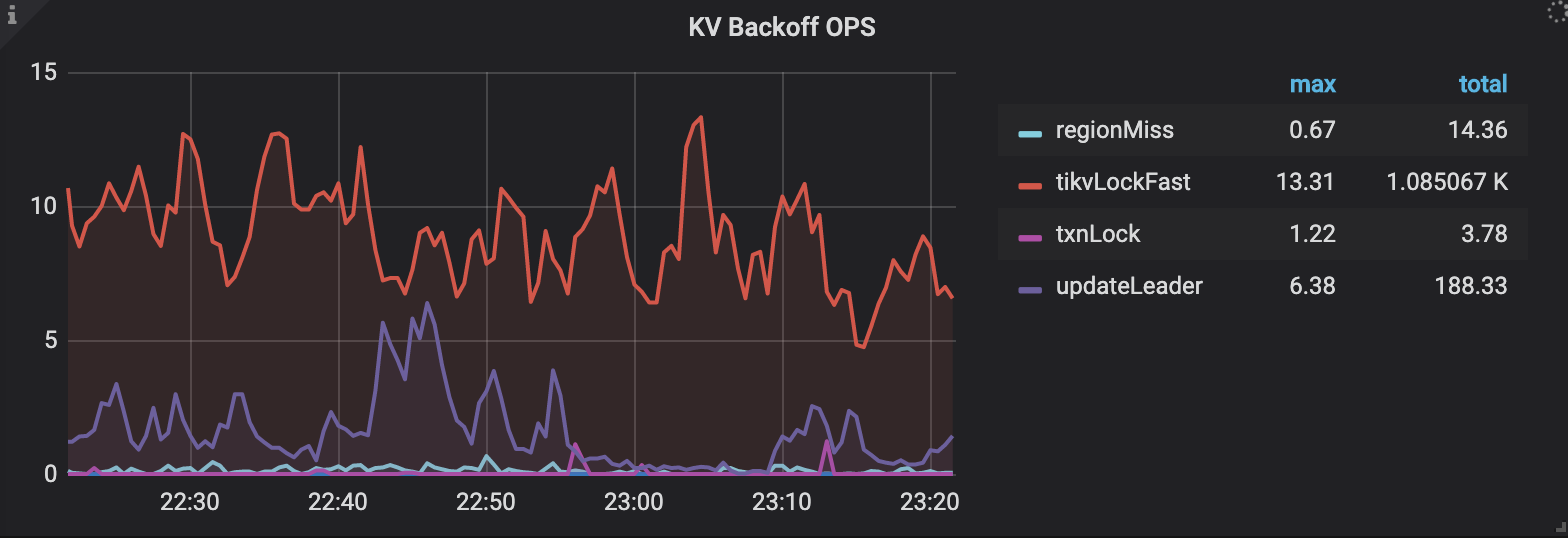 i
KV Backoff OPS
15
10
5
0
22:30 22:40 22:50 23:00 23:10 23:20
max total
regionMiss 0.67 14.36
tikvLockFast 13.31 1.085067 K
txnLock 1.22 3.78
updateLeader 6.38 188.33